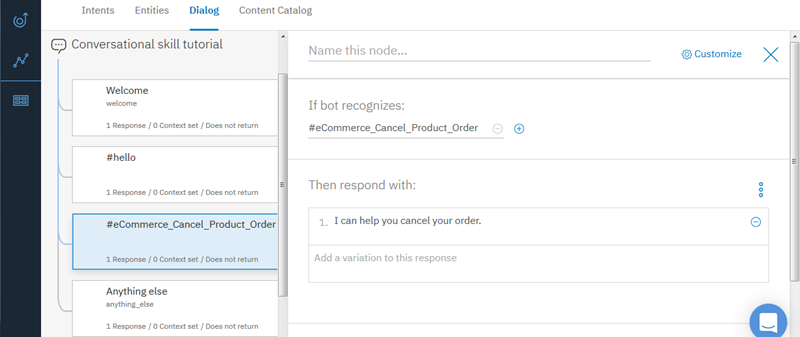 Intents Entities Dialog Content Catalog
Conversational skill tutorial
Welcome
welcome
1 Response / 0 Context set / Does not return
#hello
1 Response / 0 Context set / Does not return
#eCommerce_Cancel_Product_Order
1 Response / 0 Context set / Does not return
Anything else
anything_else
1 Response / 0 Context set / Does not return
Name this node...
Customize
If bot recognizes:
#eCommerce_Cancel_Product_Order
Then respond with:
1. I can help you cancel your order.
Add a variation to this response